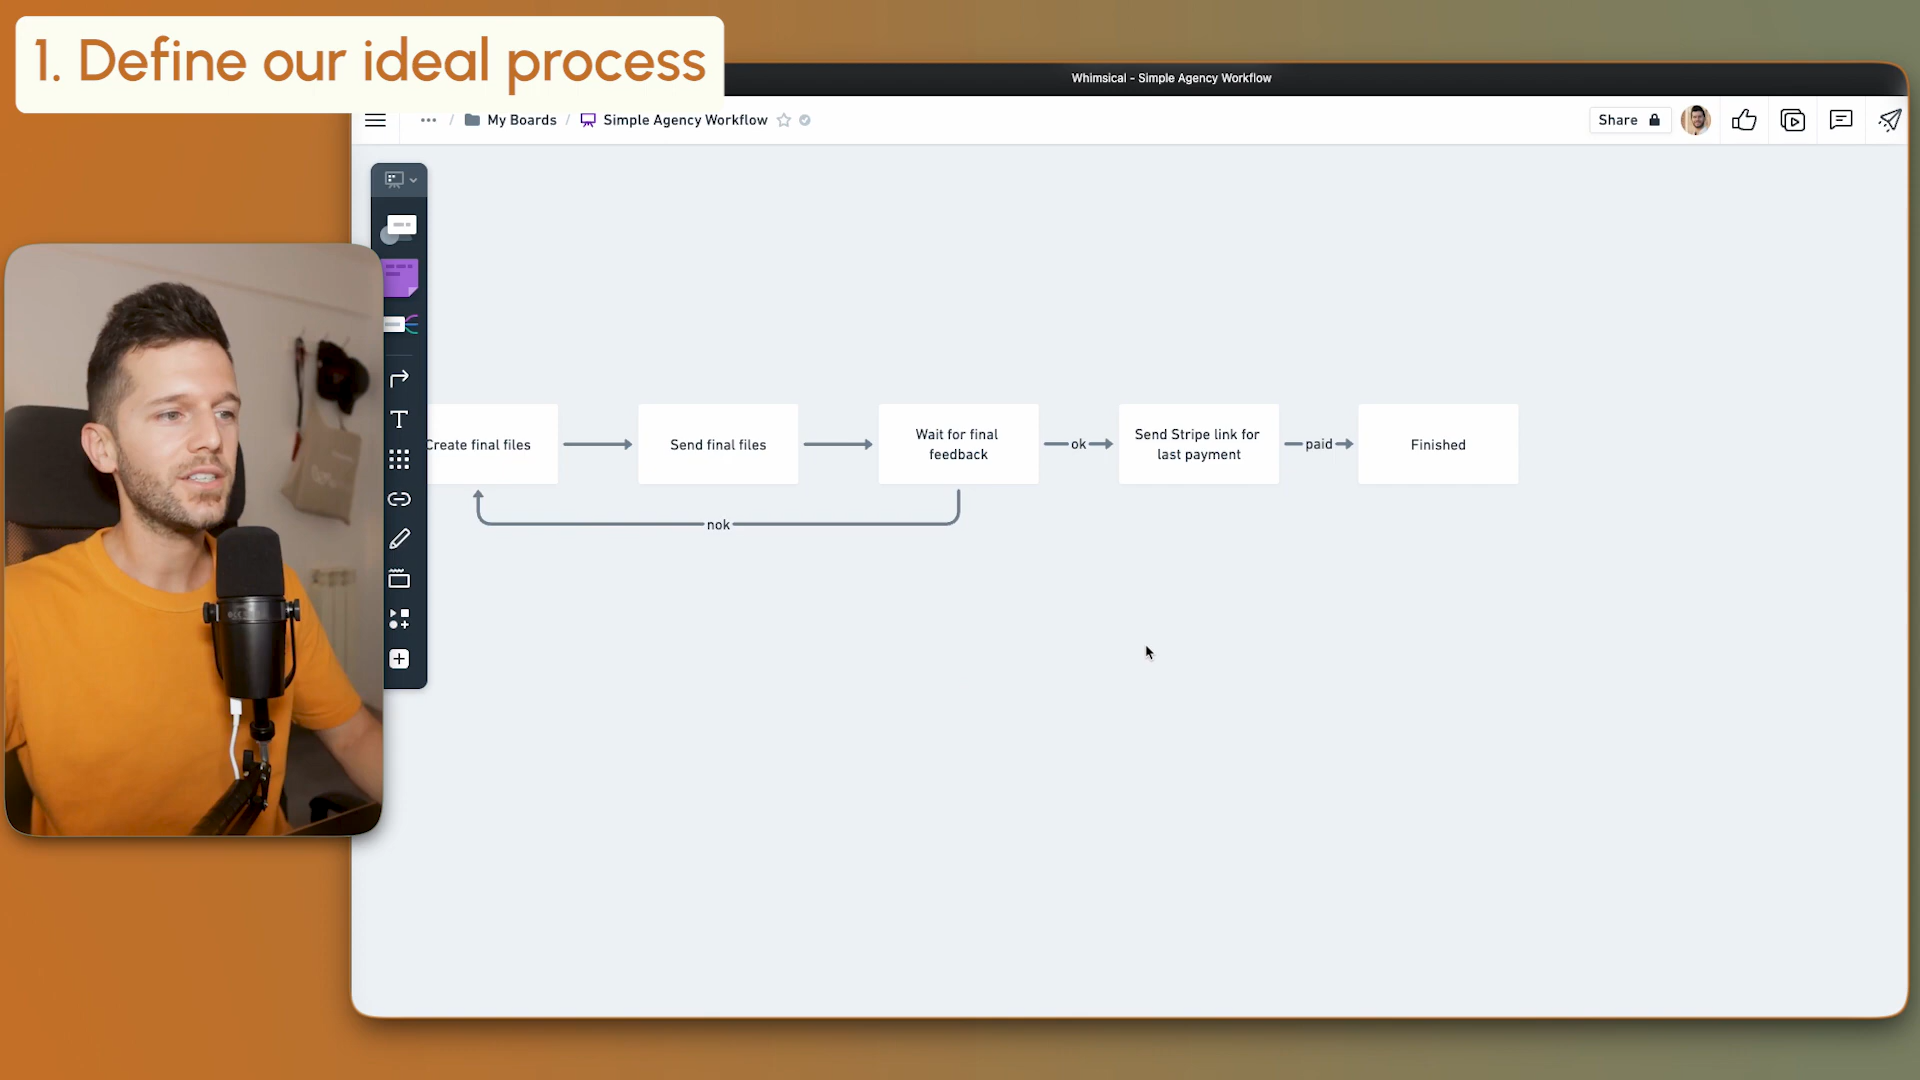 1. Define our ideal process
Whimsical - Simple Agency Workflow
... / My Boards / Simple Agency Workflow
Share
Create final files
Send final files
Wait for final
feedback
ok
Send Stripe link for
last payment
paid
Finished
nok